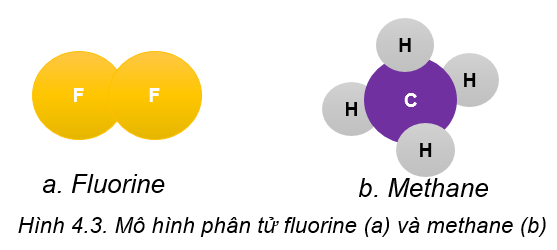 F F
H
H
H
C
H
a. Fluorine
b. Methane
Hình 4.3. Mô hình phân tử fluorine (a) và methane (b)